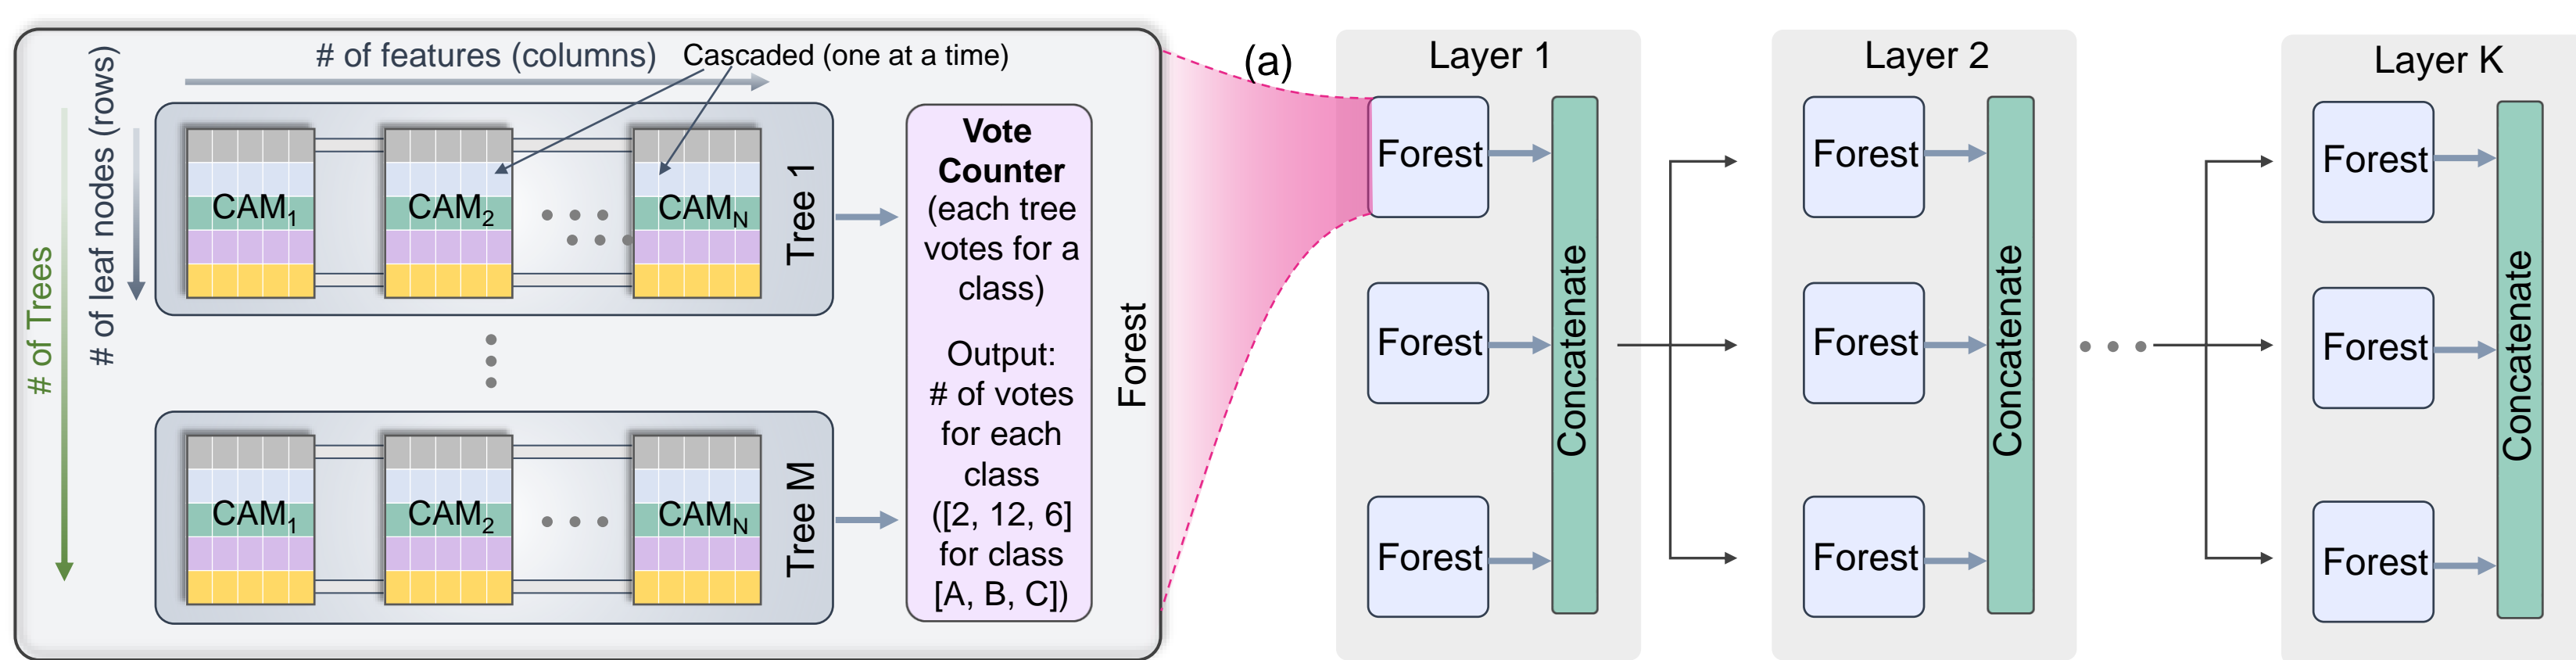 # of features (columns)
Cascaded (one at a time)
# of Trees
# of leaf nodes (rows)
CAM1
CAM2
CAMN
Tree 1
CAM1
CAM2
CAMN
Tree M
Vote
Counter
(each tree
votes for a
class)
Output:
# of votes
for each
class
([2, 12, 6]
for class
[A, B, C])
Forest
(a)
Layer 1
Forest
Forest
Forest
Concatenate
Layer 2
Forest
Forest
Forest
Concatenate
Layer K
Forest
Forest
Forest
Concatenate